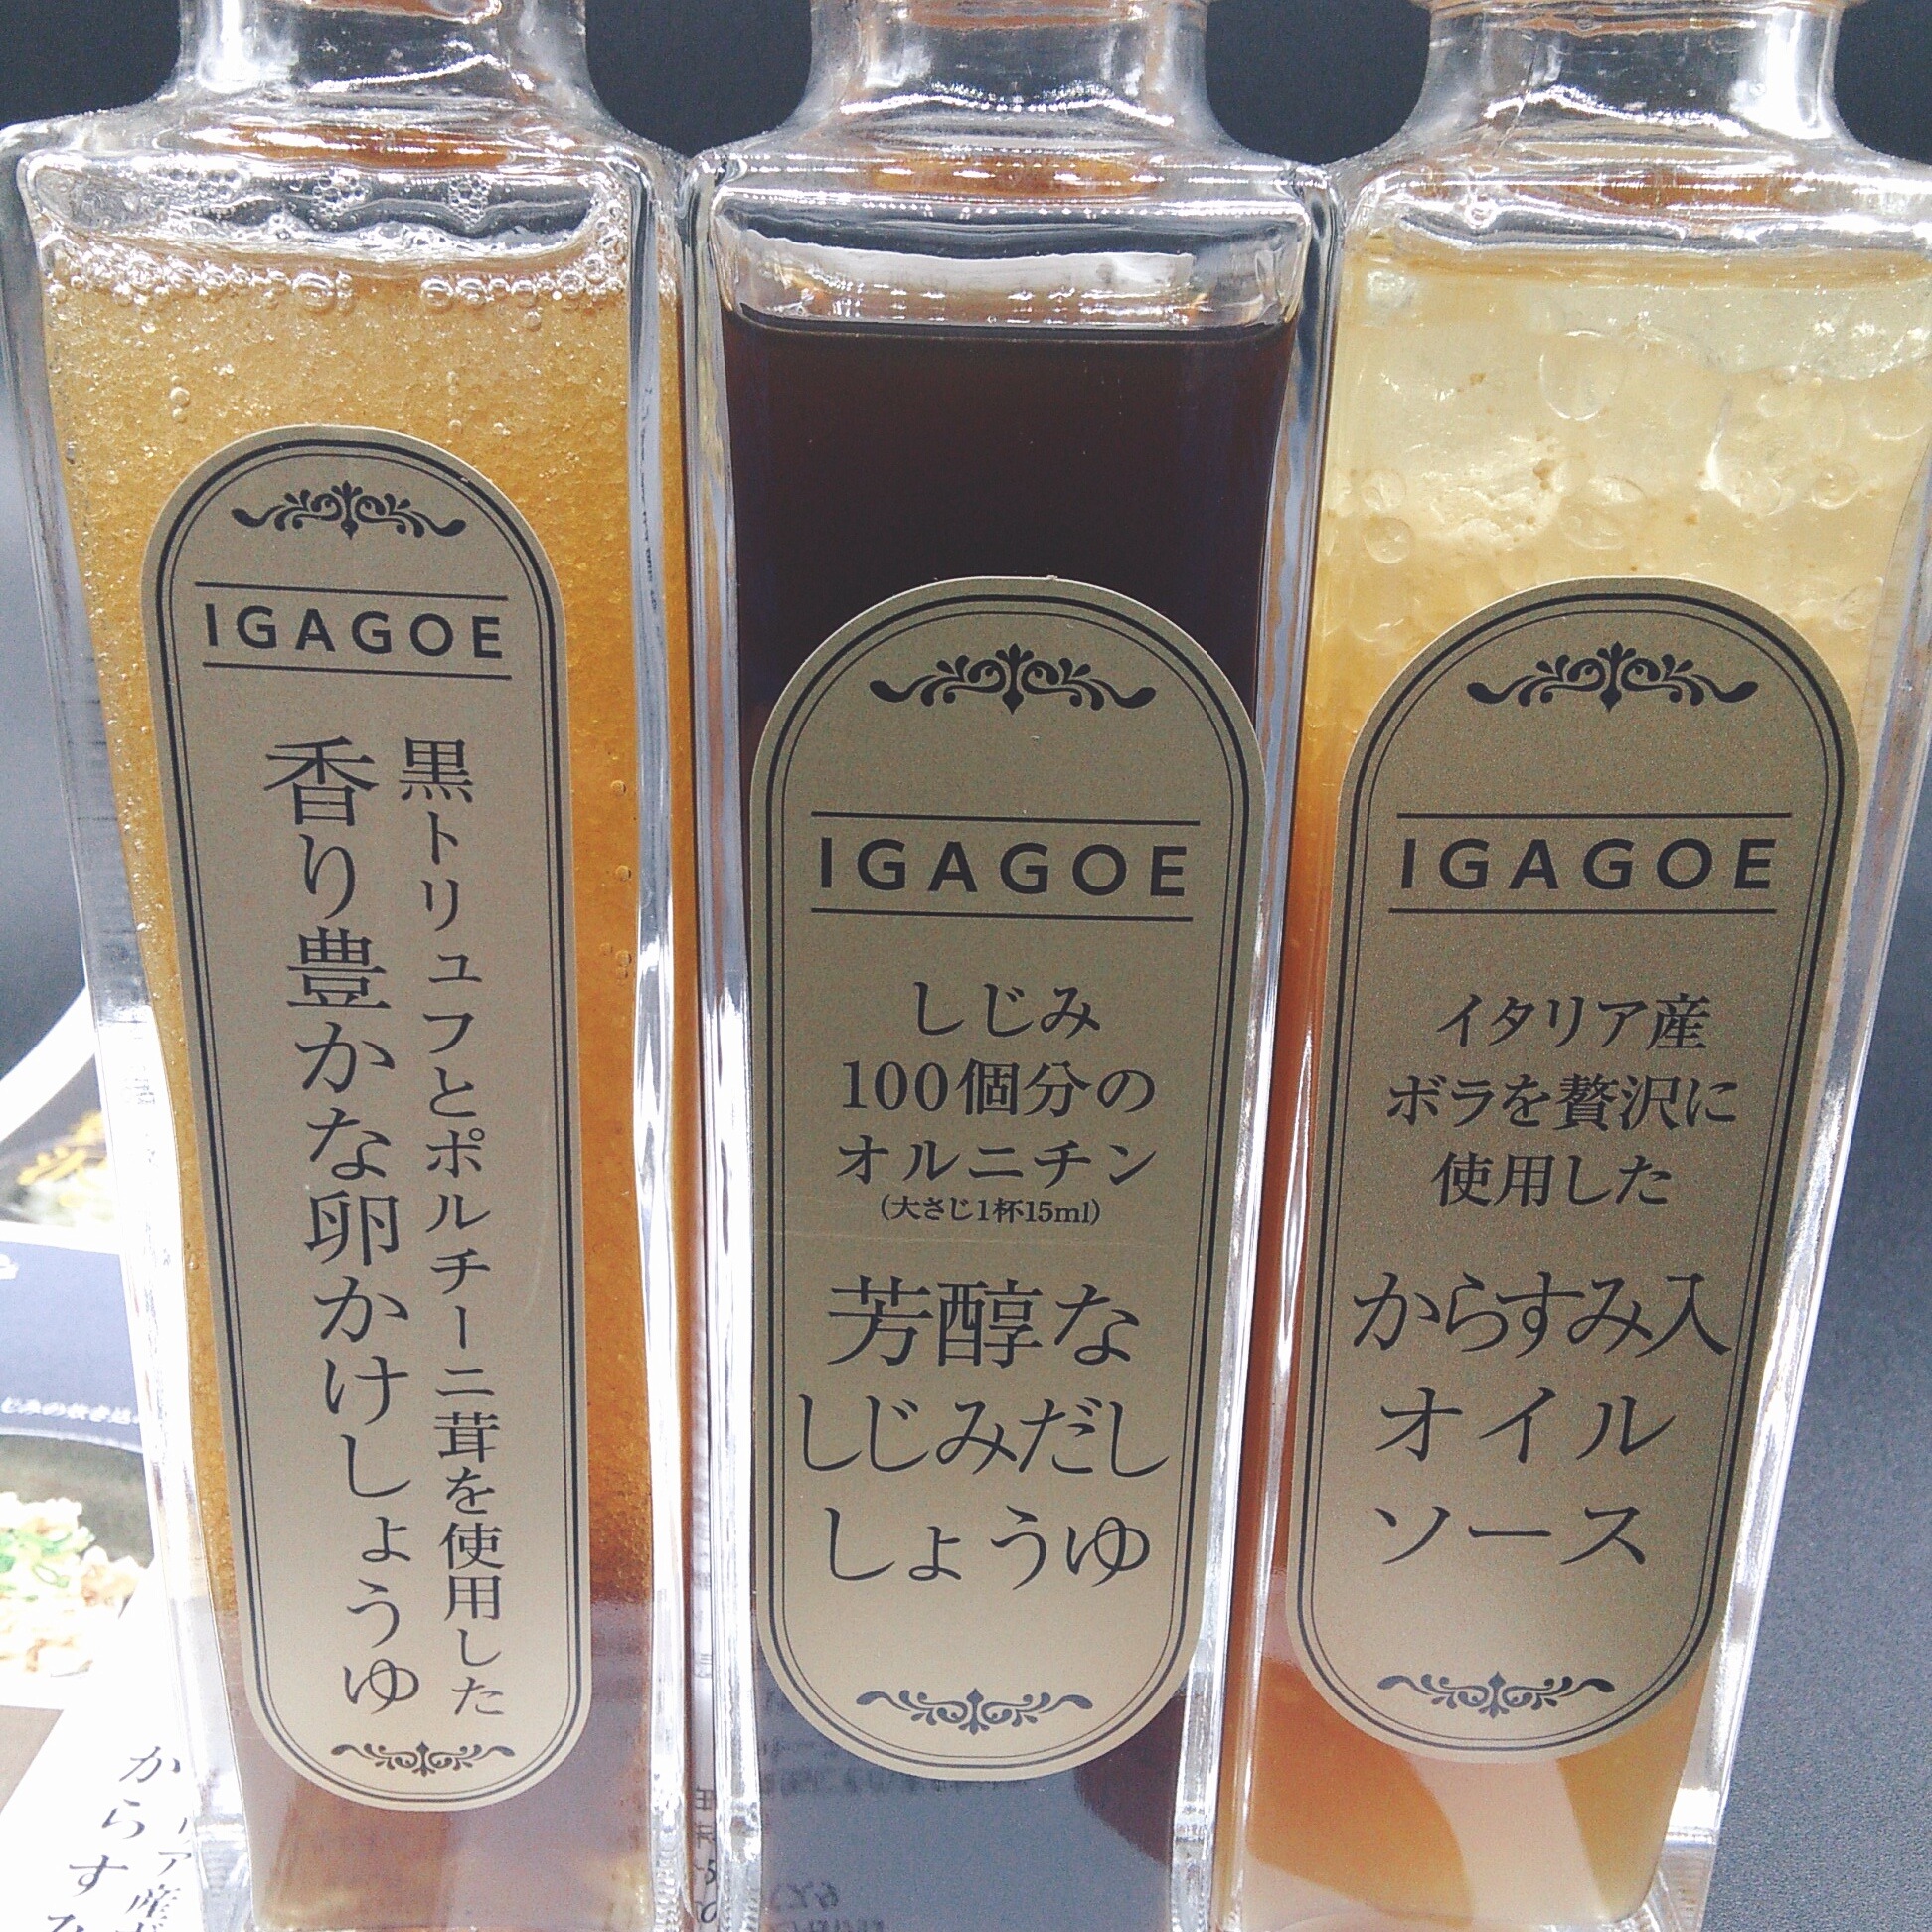 IGAGOE
黒トリュフとポルチーニ茸を使用した
香り豊かな卵かけしょうゆ
IGAGOE
しじみ
100個分の
オルニチン
(大さじ1杯15ml)
芳醇な
しじみだし
しょうゆ
IGAGOE
イタリア産
ボラを贅沢に
使用した
からすみ入
オイル
ソース
からす